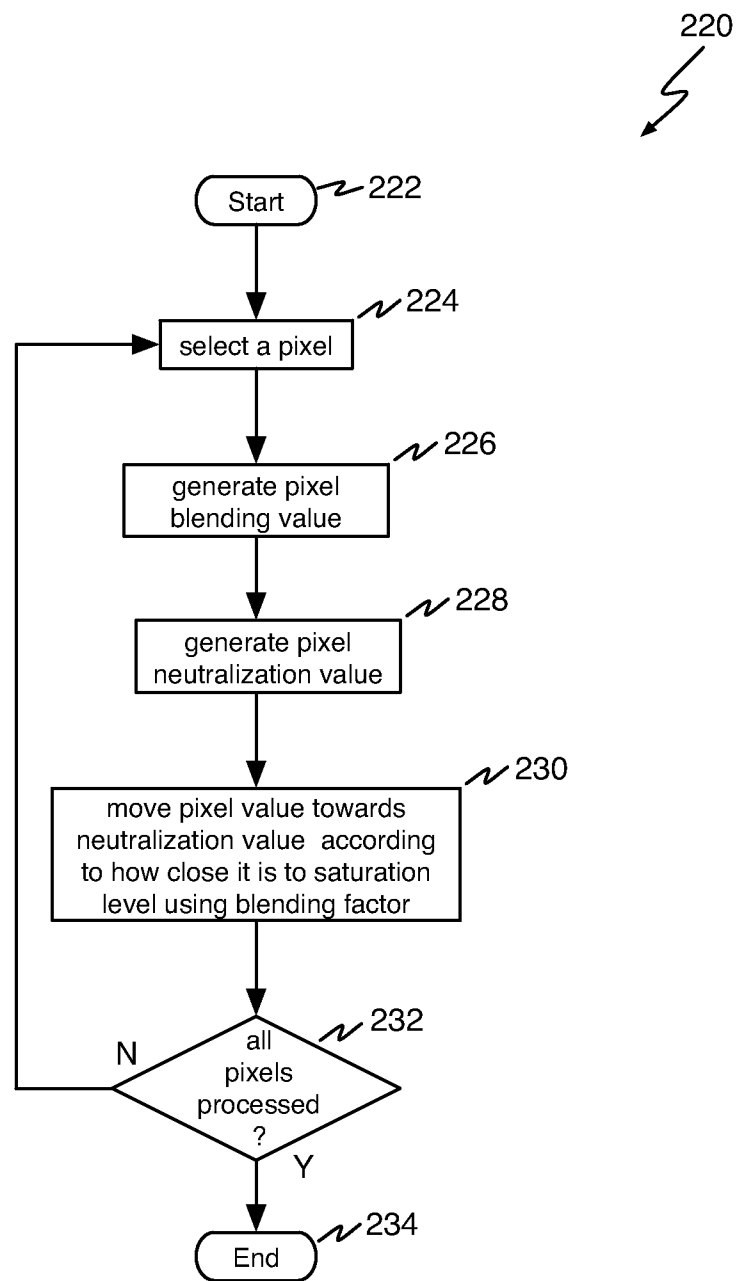 220
Start
222
224
select a pixel
226
generate pixel
blending value
228
generate pixel
neutralization value
230
move pixel value towards
neutralization value according
to how close it is to saturation
level using blending factor
232
N
all
pixels
processed
?
Y
234
End